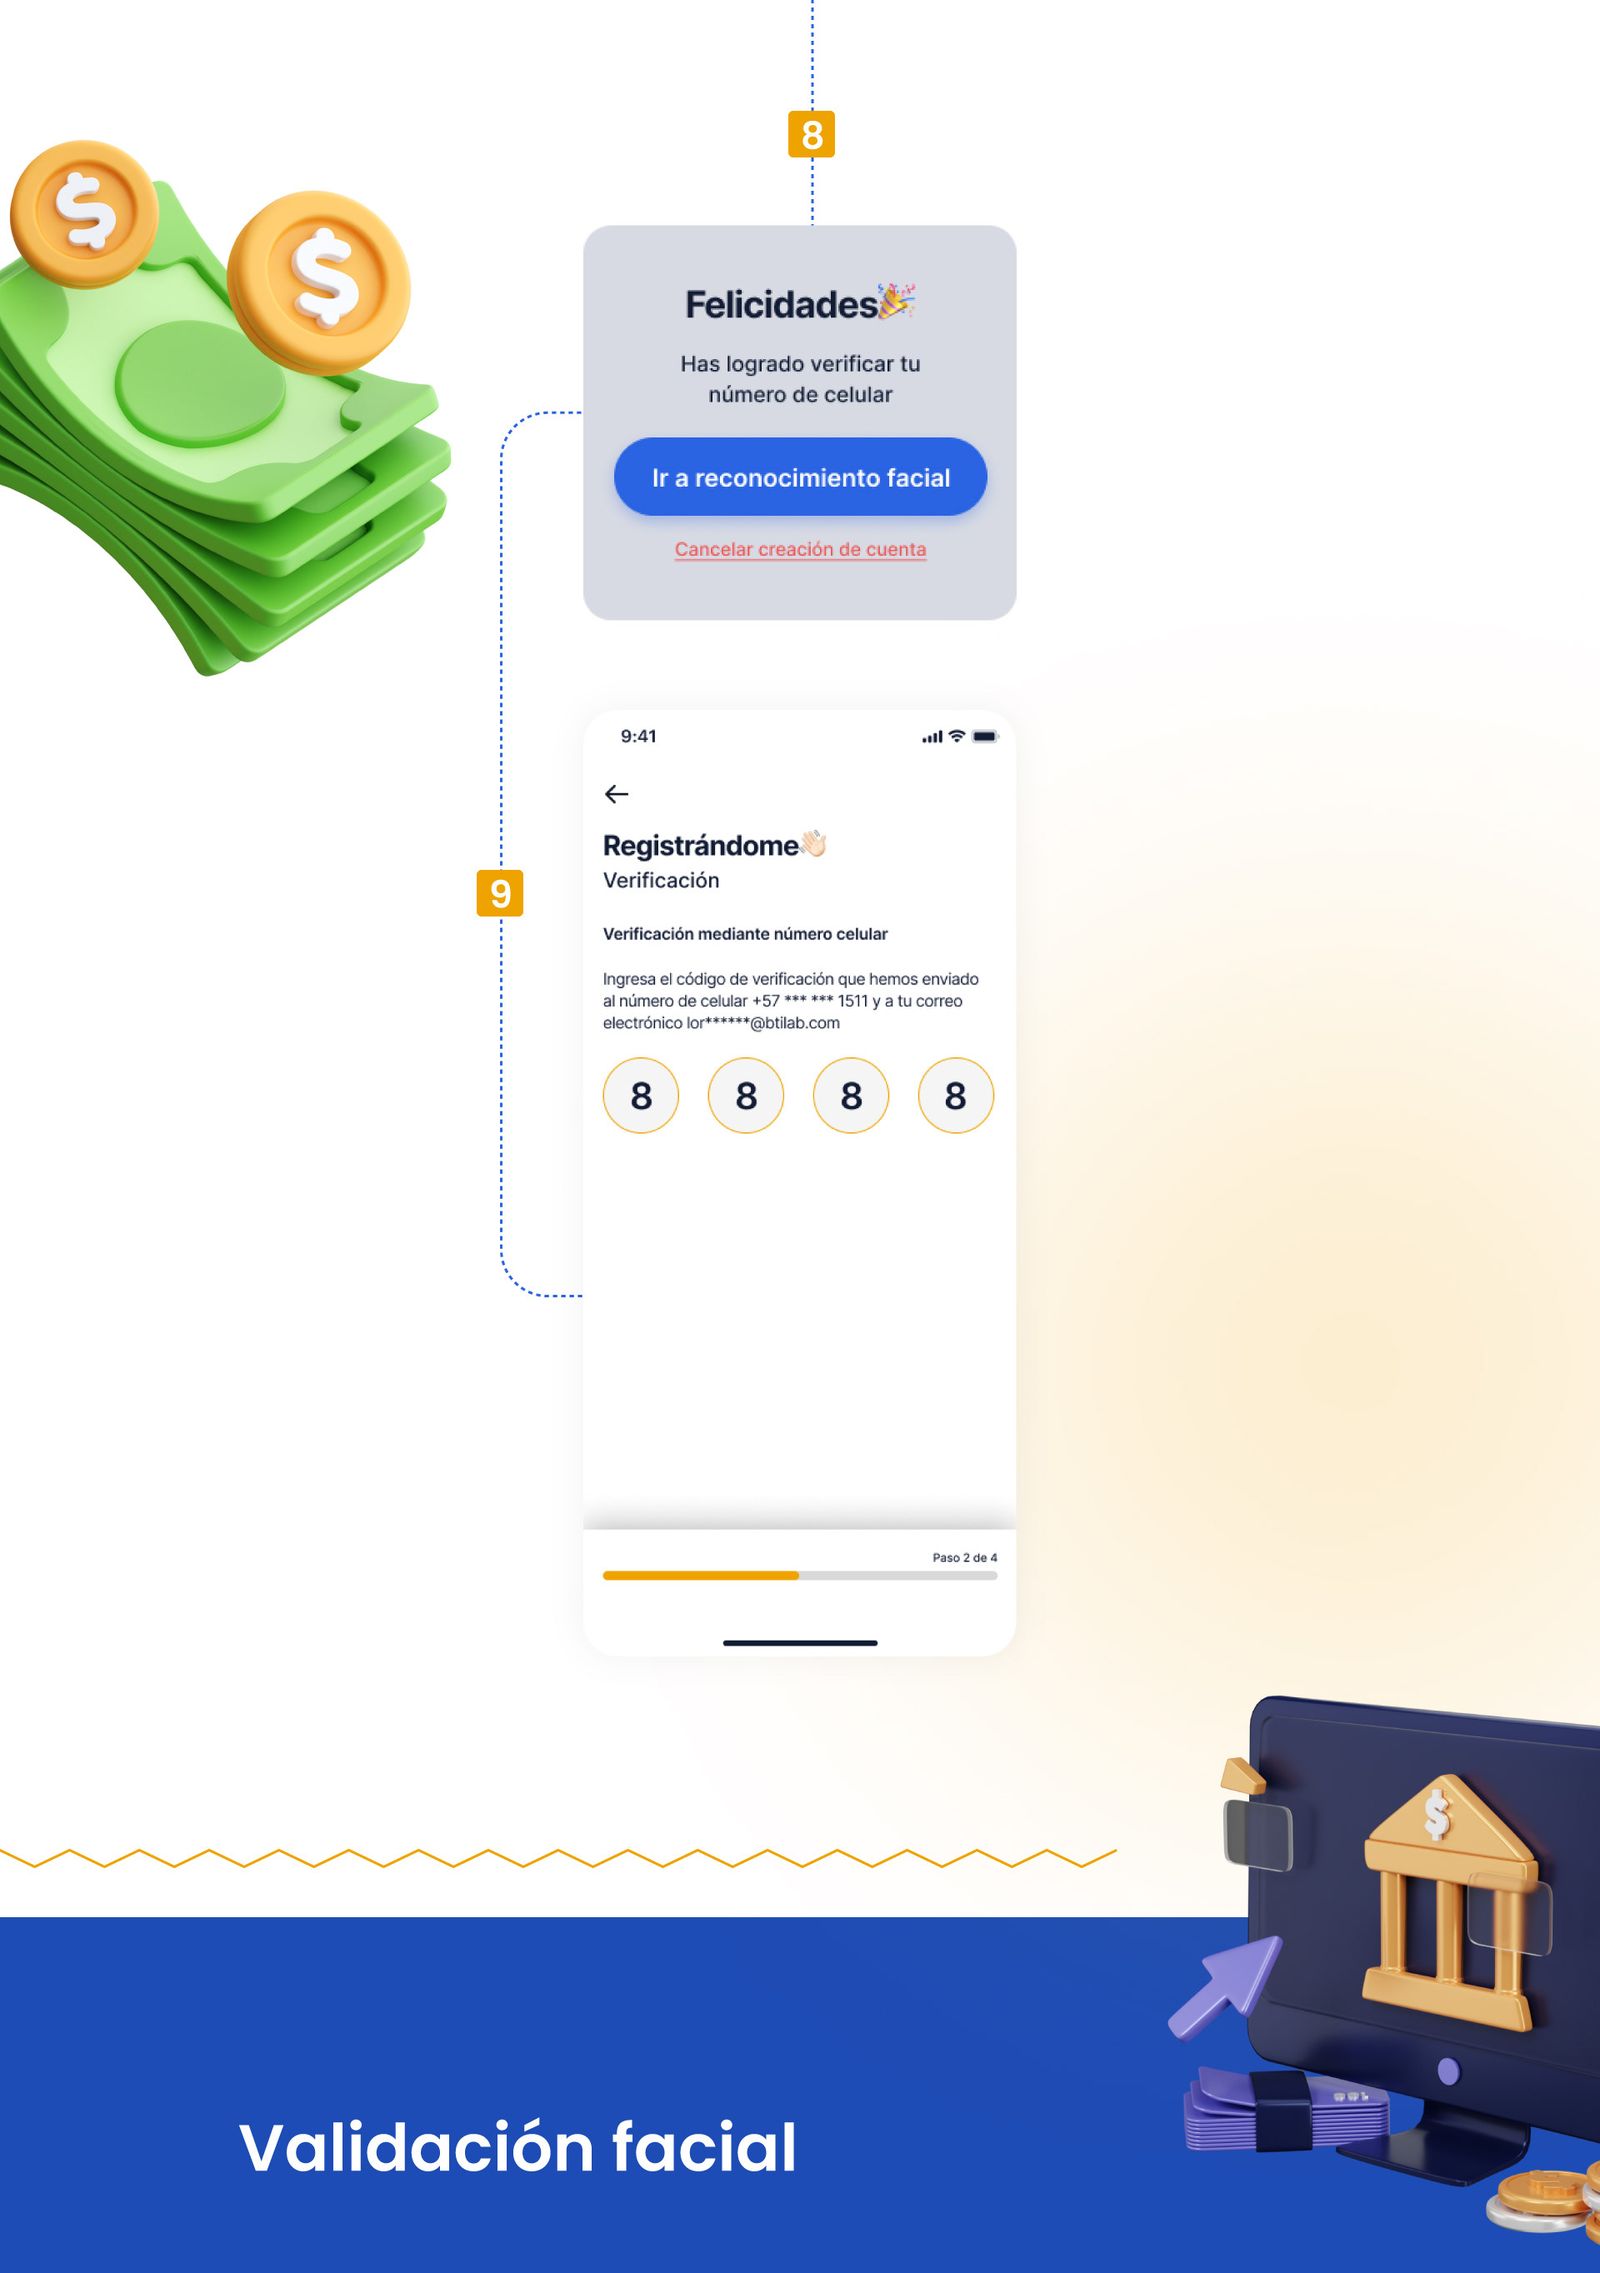 8
Felicidades🎉
Has logrado verificar tu
número de celular
Ir a reconocimiento facial
Cancelar creación de cuenta
9
9:41
Registrándome👋🏻
Verificación
Verificación mediante número celular
Ingresa el código de verificación que hemos enviado
al número de celular +57 *** *** 1511 y a tu correo
electrónico lor******@btilab.com
8 8 8 8
Paso 2 de 4
Validación facial